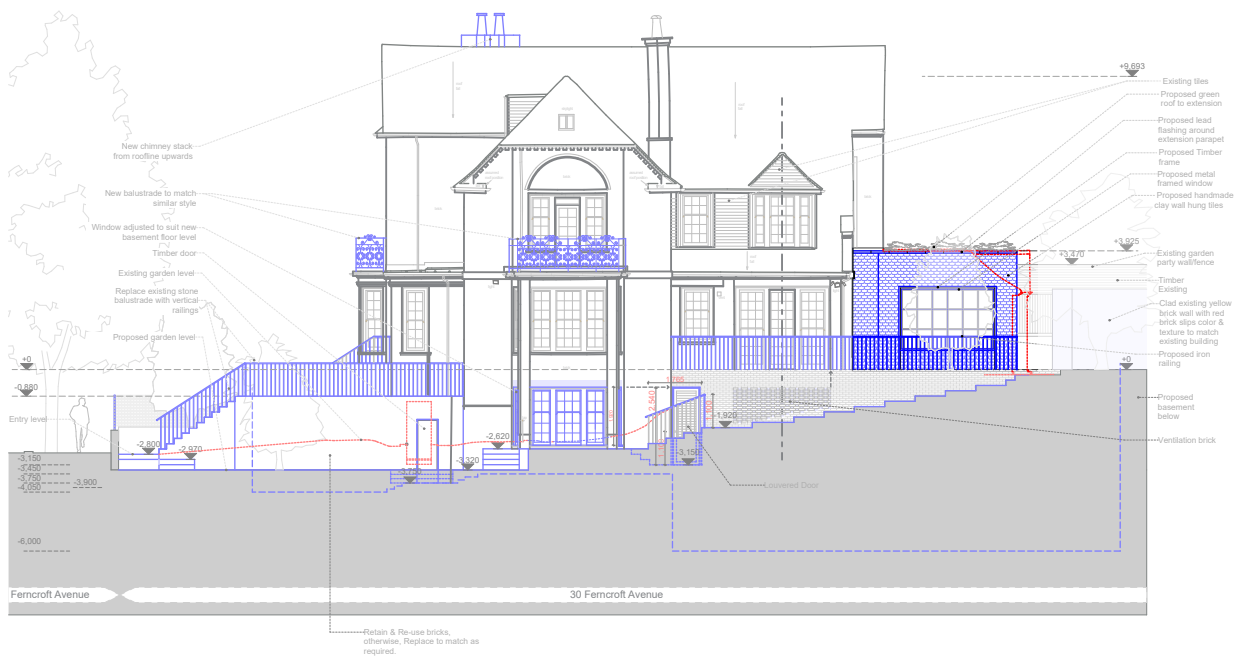 +9,693
Existing tiles
Proposed green
roof to extension
Proposed lead
flashing around
extension parapet
Proposed Timber
frame
Proposed metal
framed window
Proposed handmade
clay wall hung tiles
+3,925
+3,470
Existing garden
party wall/fence
Timber
Existing
Clad existing yellow
brick wall with red
brick slips color &
texture to match
existing building
Proposed iron
railing
+0
Proposed
basement
below
Ventilation brick
Louvered Door
New chimney stack
from roofline upwards
New balustrade to match
similar style
Window adjusted to suit new
basement floor level
Timber door
Existing garden level
Replace existing stone
balustrade with vertical
railings
Proposed garden level
+0
-0,880
Entry level
-2,800
-2,970
-2,620
-3,320
-1,920
-3,150
2,540
-3,150
-3,450
-3,750
-4,050
-3,900
-6,000
Ferncroft Avenue
30 Ferncroft Avenue
Retain & Re-use bricks,
otherwise, Replace to match as
required.